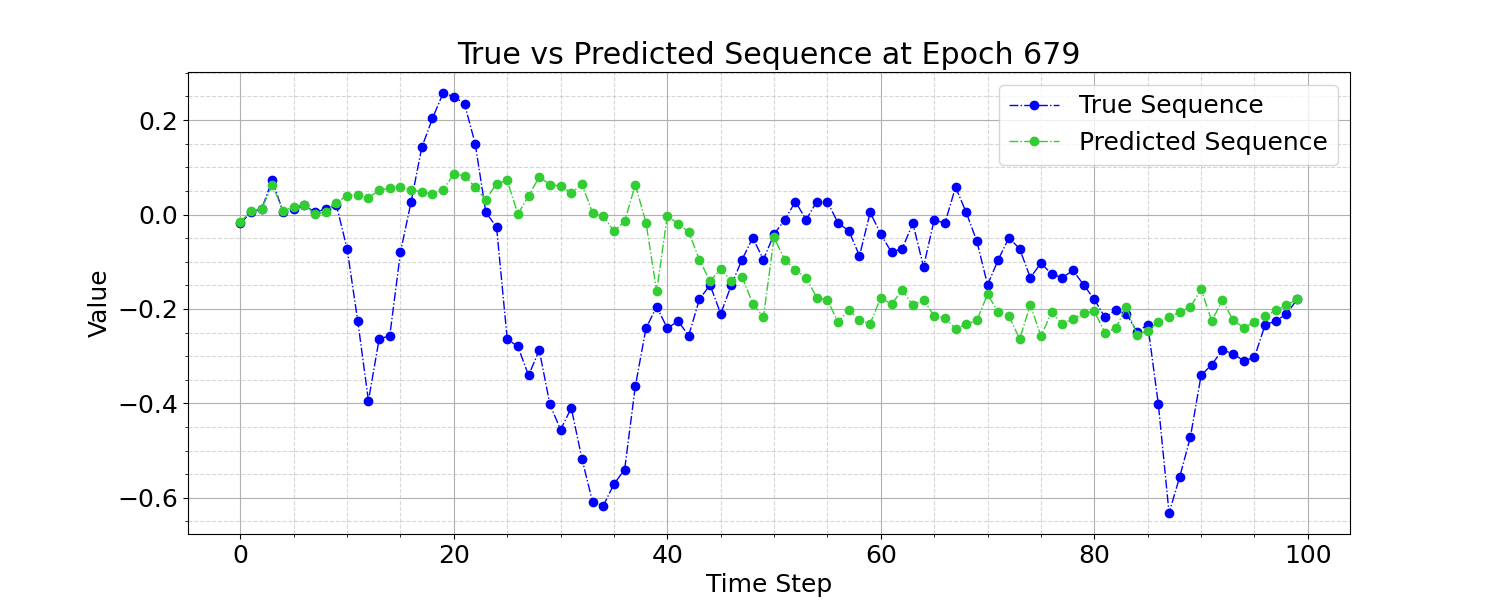 True vs Predicted Sequence at Epoch 679
True Sequence
Predicted Sequence
Value
0.2
0.0
−0.2
−0.4
−0.6
0 20 40 60 80 100
Time Step